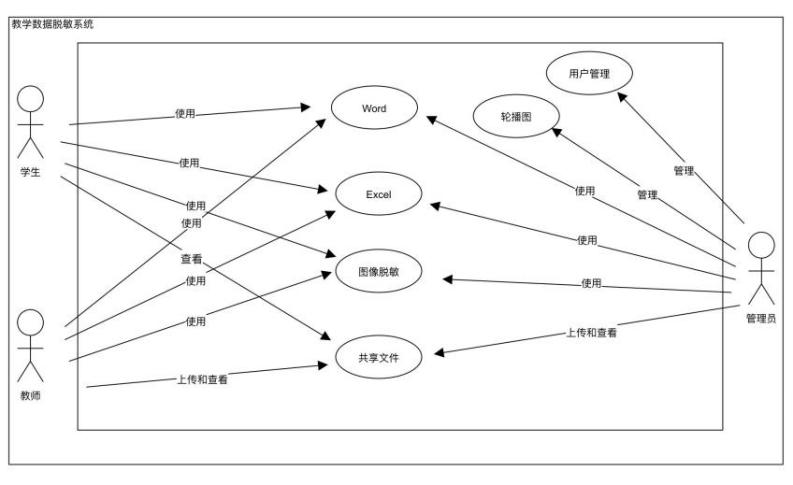 教学数据脱敏系统
用户管理
Word
轮播图
使用
学生
使用
管理
Excel
使用
使用
管理
使用
查看
使用
图像脱敏
使用
使用
管理员
使用
上传和查看
共享文件
上传和查看
教师